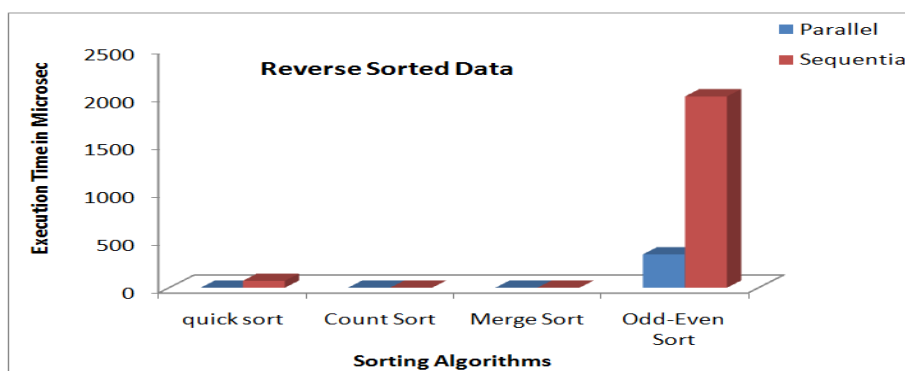 Reverse Sorted Data
Parallel
Sequentia
Execution Time in Microsec
2500
2000
1500
1000
500
0
quick sort
Count Sort
Merge Sort
Odd-Even
Sort
Sorting Algorithms